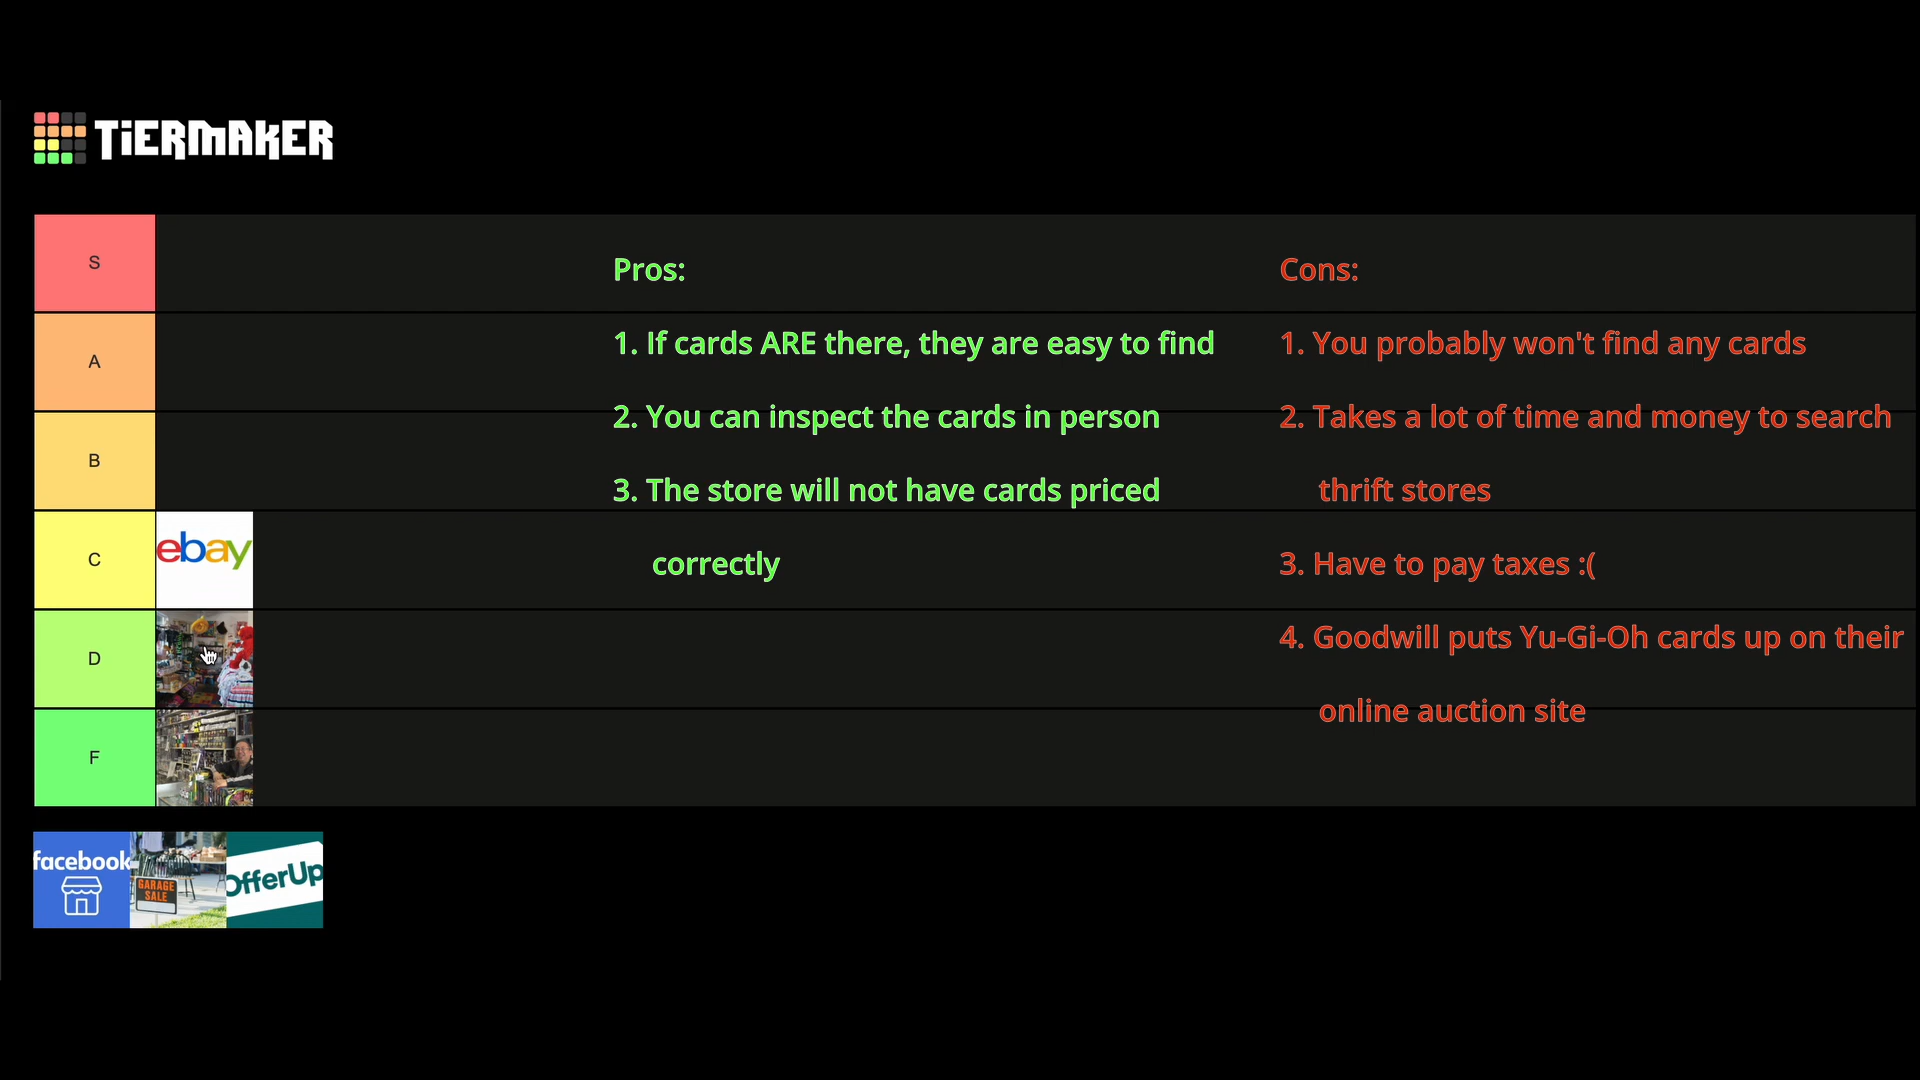 TiERMAKER
S
A
B
C
D
F
ebay
Pros:
1. If cards ARE there, they are easy to find
2. You can inspect the cards in person
3. The store will not have cards priced
correctly
Cons:
1. You probably won't find any cards
2. Takes a lot of time and money to search
thrift stores
3. Have to pay taxes :(
4. Goodwill puts Yu-Gi-Oh cards up on their
online auction site
facebook
GARAGE
SALE
OfferUp